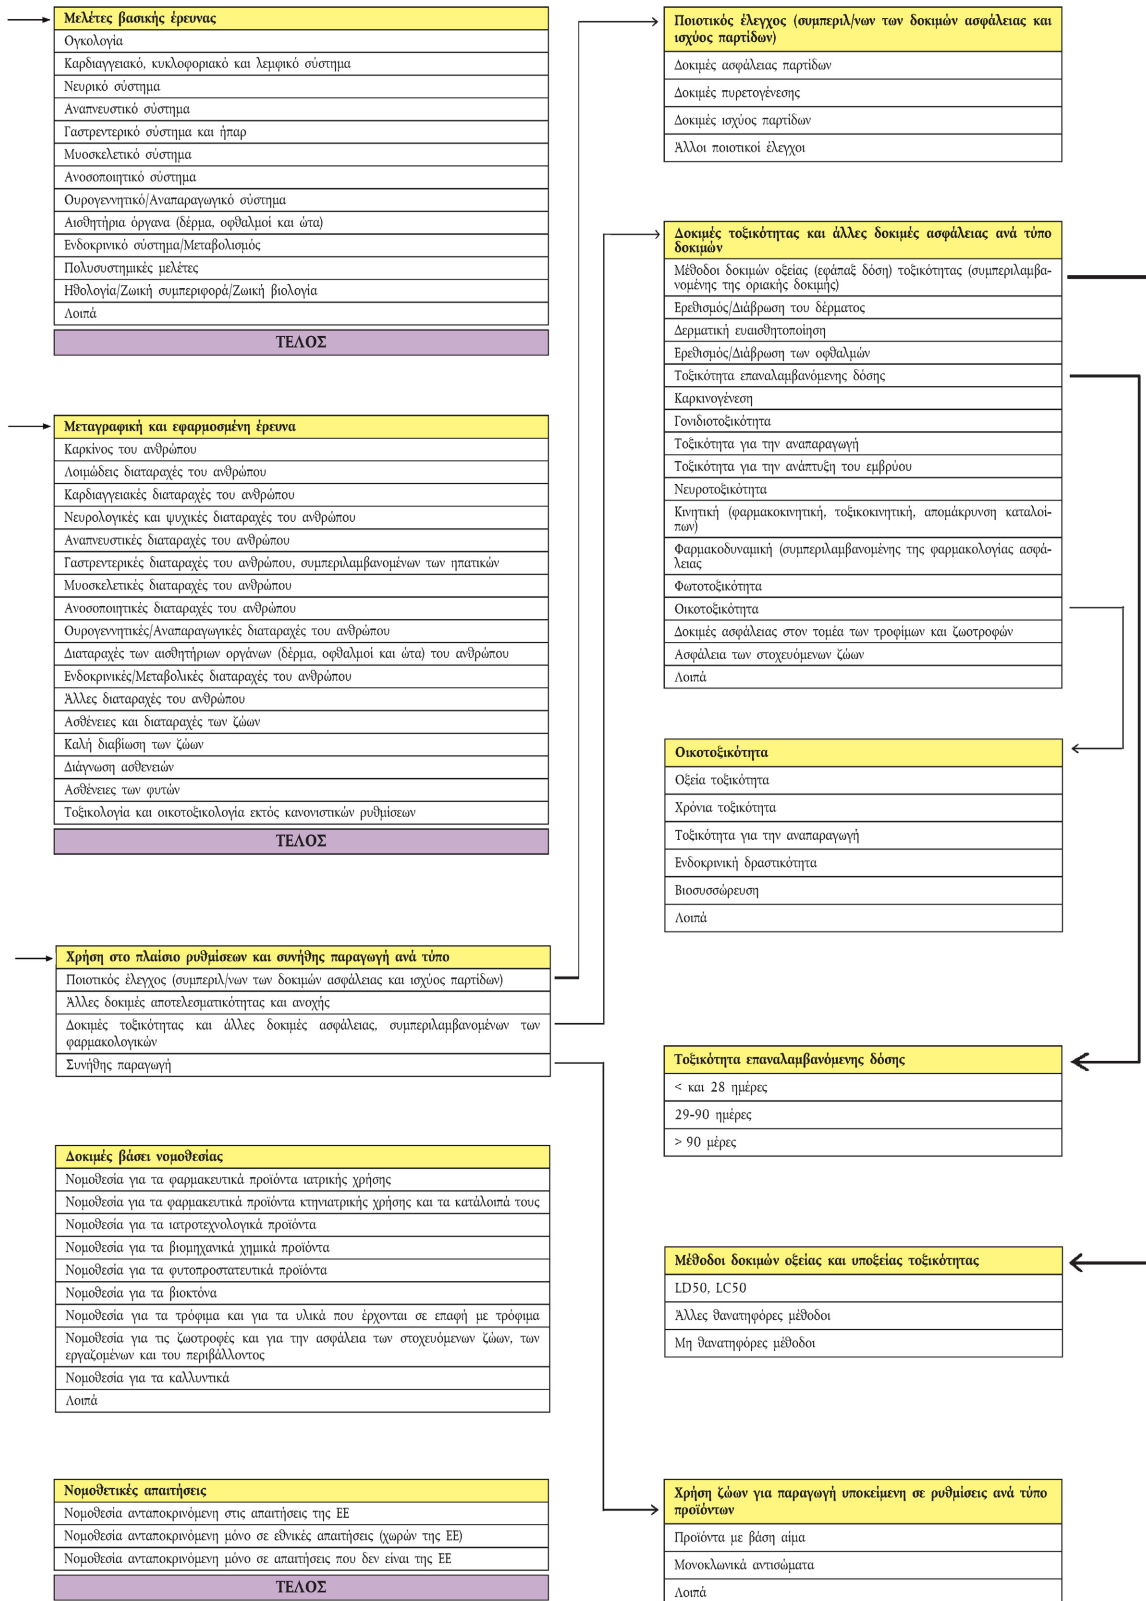 Μελέτες βασικής έρευνας
Ογκολογία
Καρδιαγγειακό, κυκλοφοριακό και λεμφικό σύστημα
Νευρικό σύστημα
Αναπνευστικό σύστημα
Γαστρεντερικό σύστημα και ήπαρ
Μυοσκελετικό σύστημα
Ανοσοποιητικό σύστημα
Ουρογεννητικό/Αναπαραγωγικό σύστημα
Αισθητήρια όργανα (δέρμα, οφθαλμοί και ώτα)
Ενδοκρινικό σύστημα/Μεταβολισμός
Πολυσυστημικές μελέτες
Ηθολογία/Ζωική συμπεριφορά/Ζωική βιολογία
Λοιπά
ΤΕΛΟΣ
Μεταγραφική και εφαρμοσμένη έρευνα
Καρκίνος του ανθρώπου
Λοιμώδεις διαταραχές του ανθρώπου
Καρδιαγγειακές διαταραχές του ανθρώπου
Νευρολογικές και ψυχικές διαταραχές του ανθρώπου
Αναπνευστικές διαταραχές του ανθρώπου
Γαστρεντερικές διαταραχές του ανθρώπου, συμπεριλαμβανομένων των ηπατικών
Μυοσκελετικές διαταραχές του ανθρώπου
Ανοσοποιητικές διαταραχές του ανθρώπου
Ουρογεννητικές/Αναπαραγωγικές διαταραχές του ανθρώπου
Διαταραχές των αισθητήριων οργάνων (δέρμα, οφθαλμοί και ώτα) του ανθρώπου
Ενδοκρινικές/Μεταβολικές διαταραχές του ανθρώπου
Άλλες διαταραχές του ανθρώπου
Ασθένειες και διαταραχές των ζώων
Καλή διαβίωση των ζώων
Διάγνωση ασθενειών
Ασθένειες των φυτών
Τοξικολογία και οικοτοξικολογία εκτός κανονιστικών ρυθμίσεων
ΤΕΛΟΣ
Χρήση στο πλαίσιο ρυθμίσεων και συνήθης παραγωγή ανά τύπο
Ποιοτικός έλεγχος (συμπεριλ/νων των δοκιμών ασφάλειας και ισχύος παρτίδων)
Άλλες δοκιμές αποτελεσματικότητας και ανοχής
Δοκιμές τοξικότητας και άλλες δοκιμές ασφάλειας, συμπεριλαμβανομένων των
φαρμακολογικών
Συνήθης παραγωγή
Δοκιμές βάσει νομοθεσίας
Νομοθεσία για τα φαρμακευτικά προϊόντα ιατρικής χρήσης
Νομοθεσία για τα φαρμακευτικά προϊόντα κτηνιατρικής χρήσης και τα κατάλοιπά τους
Νομοθεσία για τα ιατροτεχνολογικά προϊόντα
Νομοθεσία για τα βιομηχανικά χημικά προϊόντα
Νομοθεσία για τα φυτοπροστατευτικά προϊόντα
Νομοθεσία για τα βιοκτόνα
Νομοθεσία για τα τρόφιμα και για τα υλικά που έρχονται σε επαφή με τρόφιμα
Νομοθεσία για τις ζωοτροφές και για την ασφάλεια των στοχευόμενων ζώων, των
εργαζομένων και του περιβάλλοντος
Νομοθεσία για τα καλλυντικά
Λοιπά
Νομοθετικές απαιτήσεις
Νομοθεσία ανταποκρινόμενη στις απαιτήσεις της ΕΕ
Νομοθεσία ανταποκρινόμενη μόνο σε εθνικές απαιτήσεις (χωρών της ΕΕ)
Νομοθεσία ανταποκρινόμενη μόνο σε απαιτήσεις που δεν είναι της ΕΕ
ΤΕΛΟΣ
Ποιοτικός έλεγχος (συμπεριλ/νων των δοκιμών ασφάλειας και
ισχύος παρτίδων)
Δοκιμές ασφάλειας παρτίδων
Δοκιμές πυρετογένεσης
Δοκιμές ισχύος παρτίδων
Άλλοι ποιοτικοί έλεγχοι
Δοκιμές τοξικότητας και άλλες δοκιμές ασφάλειας ανά τύπο
δοκιμών
Μέθοδοι δοκιμών οξείας (εφάπαξ δόση) τοξικότητας (συμπεριλαμβα-
νομένης της οριακής δοκιμής)
Ερεθισμός/Διάβρωση του δέρματος
Δερματική ευαισθητοποίηση
Ερεθισμός/Διάβρωση των οφθαλμών
Τοξικότητα επαναλαμβανόμενης δόσης
Καρκινογένεση
Γονιδιοτοξικότητα
Τοξικότητα για την αναπαραγωγή
Τοξικότητα για την ανάπτυξη του εμβρύου
Νευροτοξικότητα
Κινητική (φαρμακοκινητική, τοξικοκινητική, απομάκρυνση καταλοί-
πων)
Φαρμακοδυναμική (συμπεριλαμβανομένης της φαρμακολογίας ασφά-
λειας
Φωτοτοξικότητα
Οικοτοξικότητα
Δοκιμές ασφάλειας στον τομέα των τροφίμων και ζωοτροφών
Ασφάλεια των στοχευόμενων ζώων
Λοιπά
Οικοτοξικότητα
Οξεία τοξικότητα
Χρόνια τοξικότητα
Τοξικότητα για την αναπαραγωγή
Ενδοκρινική δραστικότητα
Βιοσυσσώρευση
Λοιπά
Τοξικότητα επαναλαμβανόμενης δόσης
< και 28 ημέρες
29-90 ημέρες
> 90 μέρες
Μέθοδοι δοκιμών οξείας και υποξείας τοξικότητας
LD50, LC50
Άλλες θανατηφόρες μέθοδοι
Μη θανατηφόρες μέθοδοι
Χρήση ζώων για παραγωγή υποκείμενη σε ρυθμίσεις ανά τύπο
προϊόντων
Προϊόντα με βάση αίμα
Μονοκλωνικά αντισώματα
Λοιπά